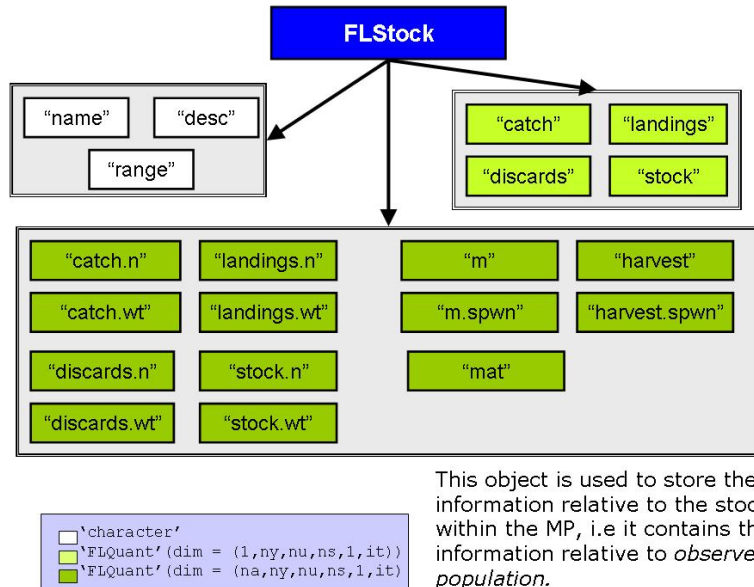 FLStock
“name” “desc”
“range”
“catch” “landings”
“discards” “stock”
“catch.n” “landings.n” “m” “harvest”
“catch.wt” “landings.wt” “m.spwn” “harvest.spwn”
“discards.n” “stock.n” “mat”
“discards.wt” “stock.wt”
‘character’
‘FLQuant’(dim = (1,ny,nu,ns,1,it))
‘FLQuant’(dim = (na,ny,nu,ns,1,it)
This object is used to store the
information relative to the stoc
within the MP, i.e it contains th
information relative to observe
population.